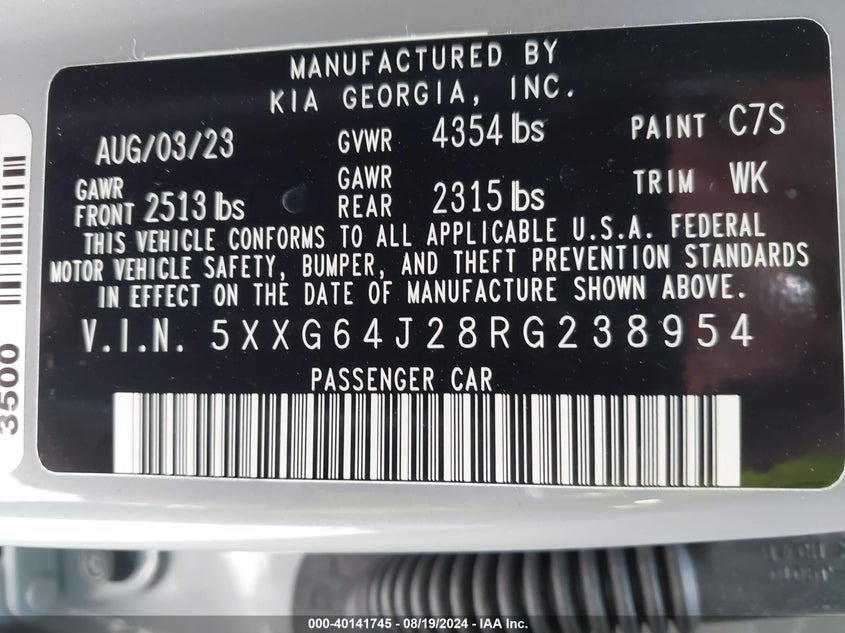 MANUFACTURED BY
KIA GEORGIA, INC.
AUG/03/23 GVWR 4354 lbs PAINT C7S
GAWR FRONT 2513 lbs GAWR REAR 2315 lbs TRIM WK
THIS VEHICLE CONFORMS TO ALL APPLICABLE U.S.A. FEDERAL
MOTOR VEHICLE SAFETY, BUMPER, AND THEFT PREVENTION STANDARDS
IN EFFECT ON THE DATE OF MANUFACTURE SHOWN ABOVE.
V.I.N. 5XXG64J28RG238954
PASSENGER CAR
3500
000-40141745 - 08/19/2024 - IAA Inc.